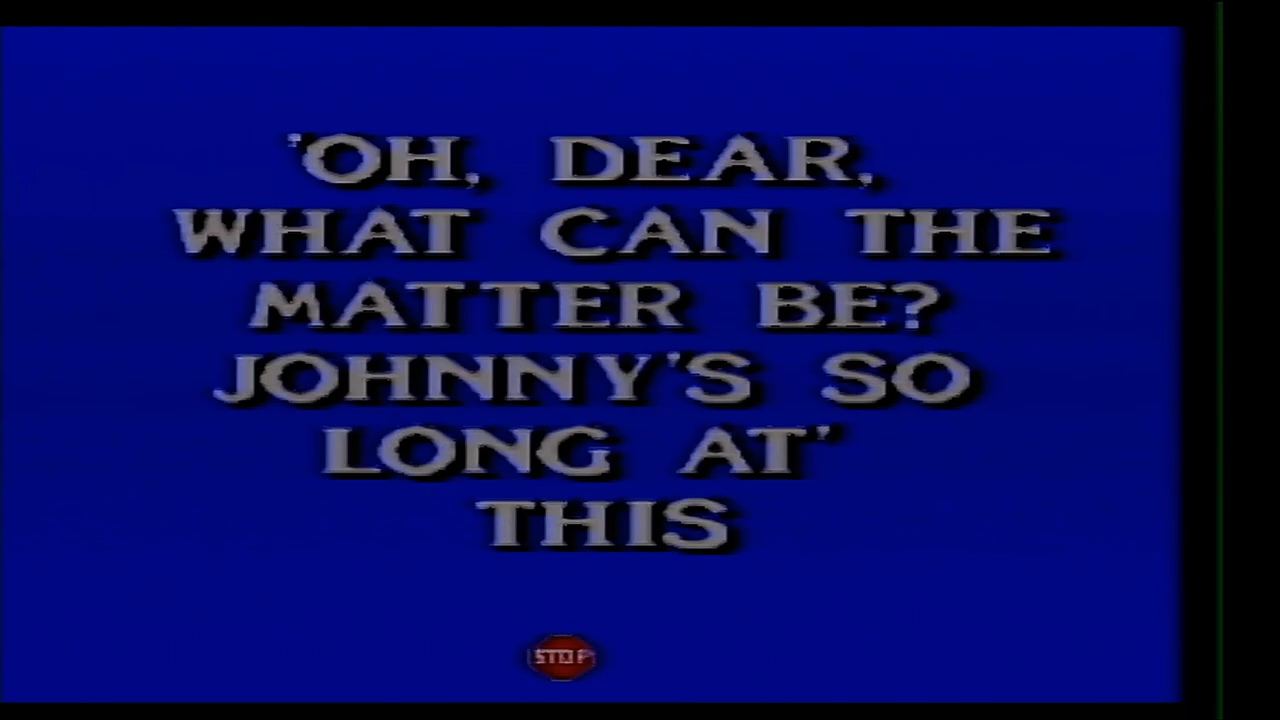 'OH, DEAR,
WHAT CAN THE
MATTER BE?
JOHNNY'S SO
LONG AT'
THIS
STOP